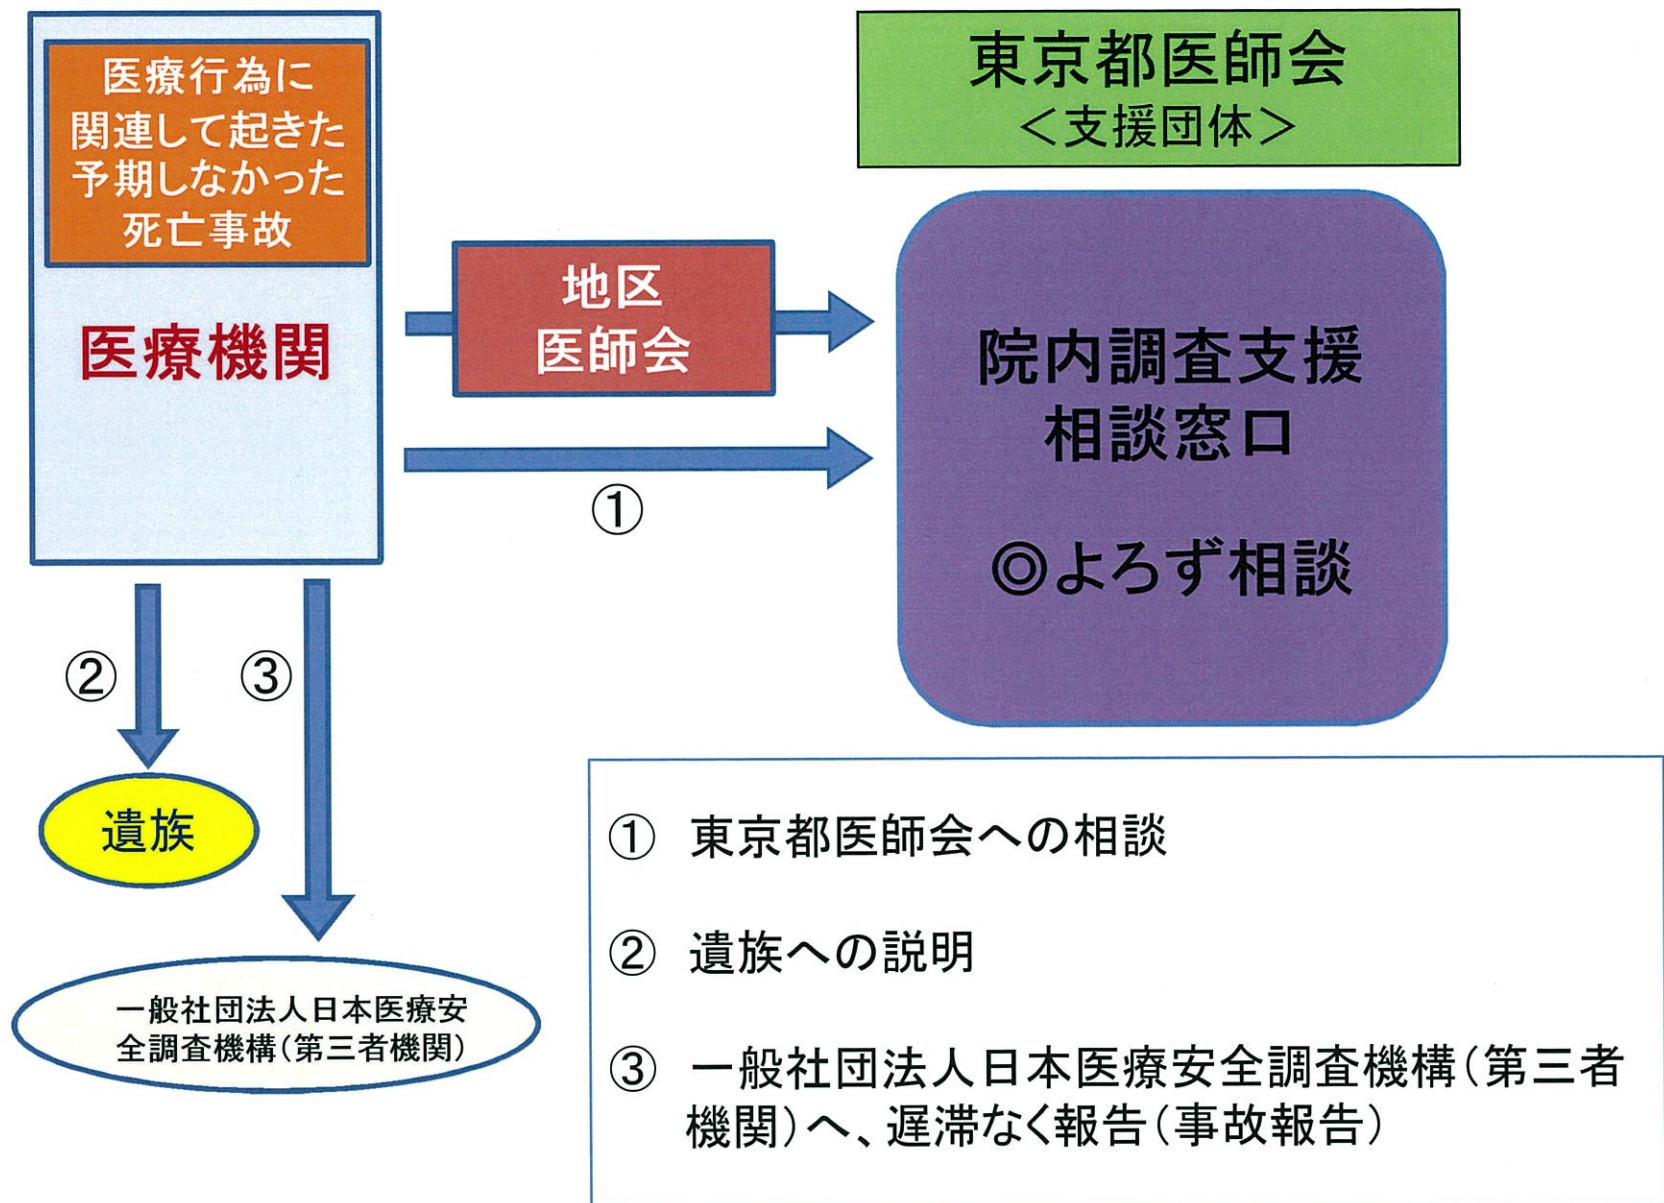 医療行為に
関連して起きた
予期しなかった
死亡事故
医療機関
地区
医師会
東京都医師会
＜支援団体＞
院内調査支援
相談窓口
◎よろず相談
①
②
③
遺族
一般社団法人日本医療安
全調査機構（第三者機関）
① 東京都医師会への相談
② 遺族への説明
③ 一般社団法人日本医療安全調査機構（第三者
機関）へ、遅滞なく報告（事故報告）